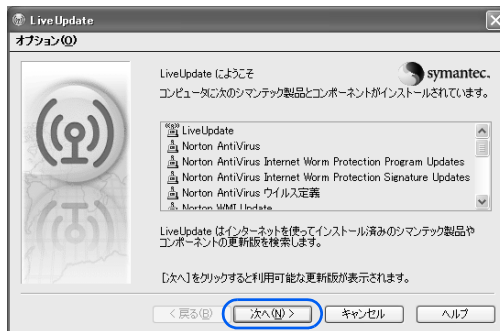 LiveUpdate
オプション(O)
LiveUpdate にようこそ
symantec.
コンピュータに次のシマンテック製品とコンポーネントがインストールされています。
LiveUpdate
Norton AntiVirus
Norton AntiVirus Internet Worm Protection Program Updates
Norton AntiVirus Internet Worm Protection Signature Updates
Norton AntiVirus ウイルス定義
Norton WMI Update
LiveUpdate はインターネットを使ってインストール済みのシマンテック製品や
コンポーネントの更新版を検索します。
[次へ]をクリックすると利用可能な更新版が表示されます。
< 戻る(B)
次へ(N) >
キャンセル
ヘルプ